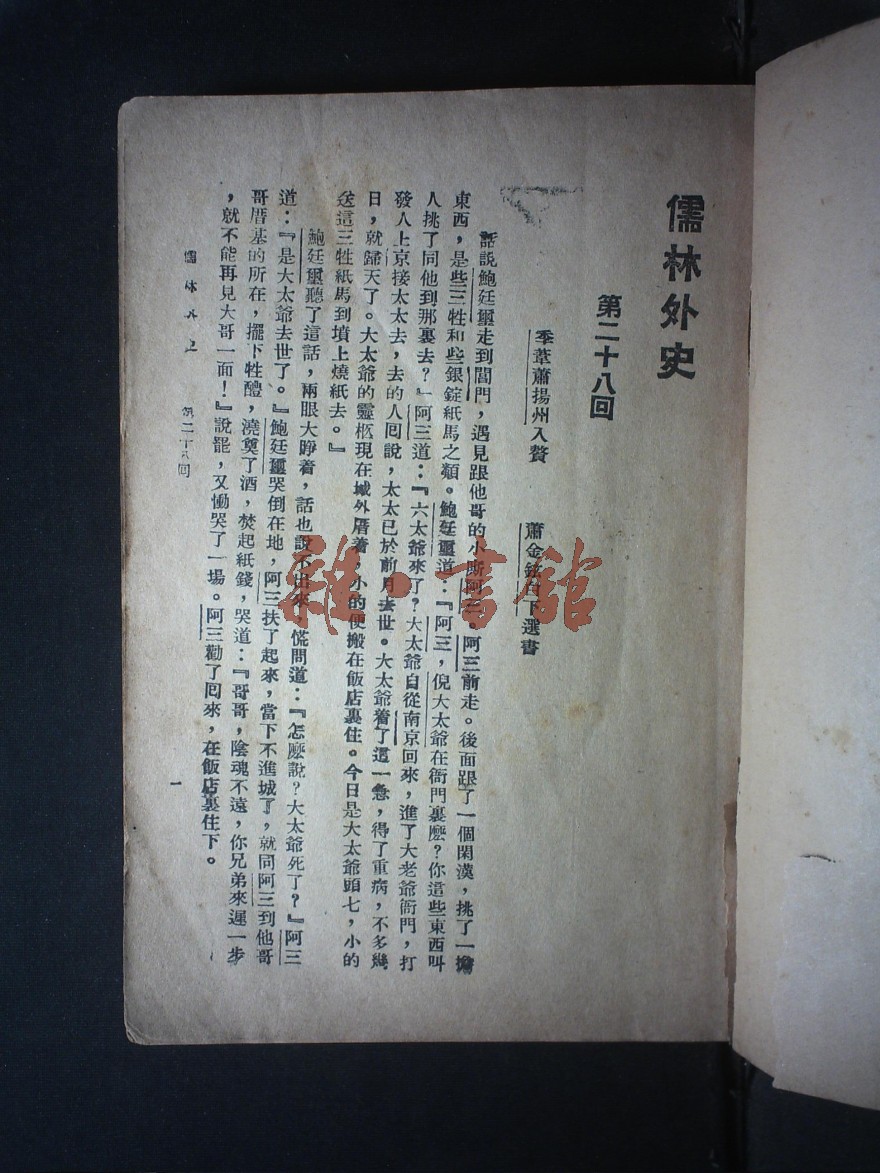 儒林外史
第二十八回
季葦蕭揚州入贅
蕭金鉉白下選書
話說鮑廷璽走到閶門，遇見跟他哥的小廝阿三。阿三前走。後面跟了一個閑漢，挑了一擔
東西，是些三牲和些銀錠紙馬之類。鮑廷璽道：『阿三，倪大太爺在衙門裏麽？你這些東西叫
人挑了同他到那裏去？』阿三道：『六太爺來了？大太爺自從南京回來，進了大老爺衙門，打
發人上京接太太去，去的人囘說，太太已於前月去世。大太爺着了這一急，得了重病，不多幾
日，就歸天了。大太爺的靈柩現在城外厝着，小的便搬在飯店裏住。今日是大太爺頭七，小的
送這三牲紙馬到墳上燒紙去。』
鮑廷璽聽了這話，兩眼大睜着，話也說不出來，慌問道：『怎麽說？大太爺死了？』阿三
道：『是大太爺去世了。』鮑廷璽哭倒在地，阿三扶了起來，當下不進城了，就同阿三到他哥
哥厝基的所在，擺下牲醴，澆奠了酒，焚起紙錢，哭道：『哥哥，陰魂不遠，你兄弟來遲一步
，就不能再見大哥一面！』說罷，又慟哭了一場。阿三勸了囘來，在飯店裏住下。
儒林外史　第二十八囘
一
雜·書館